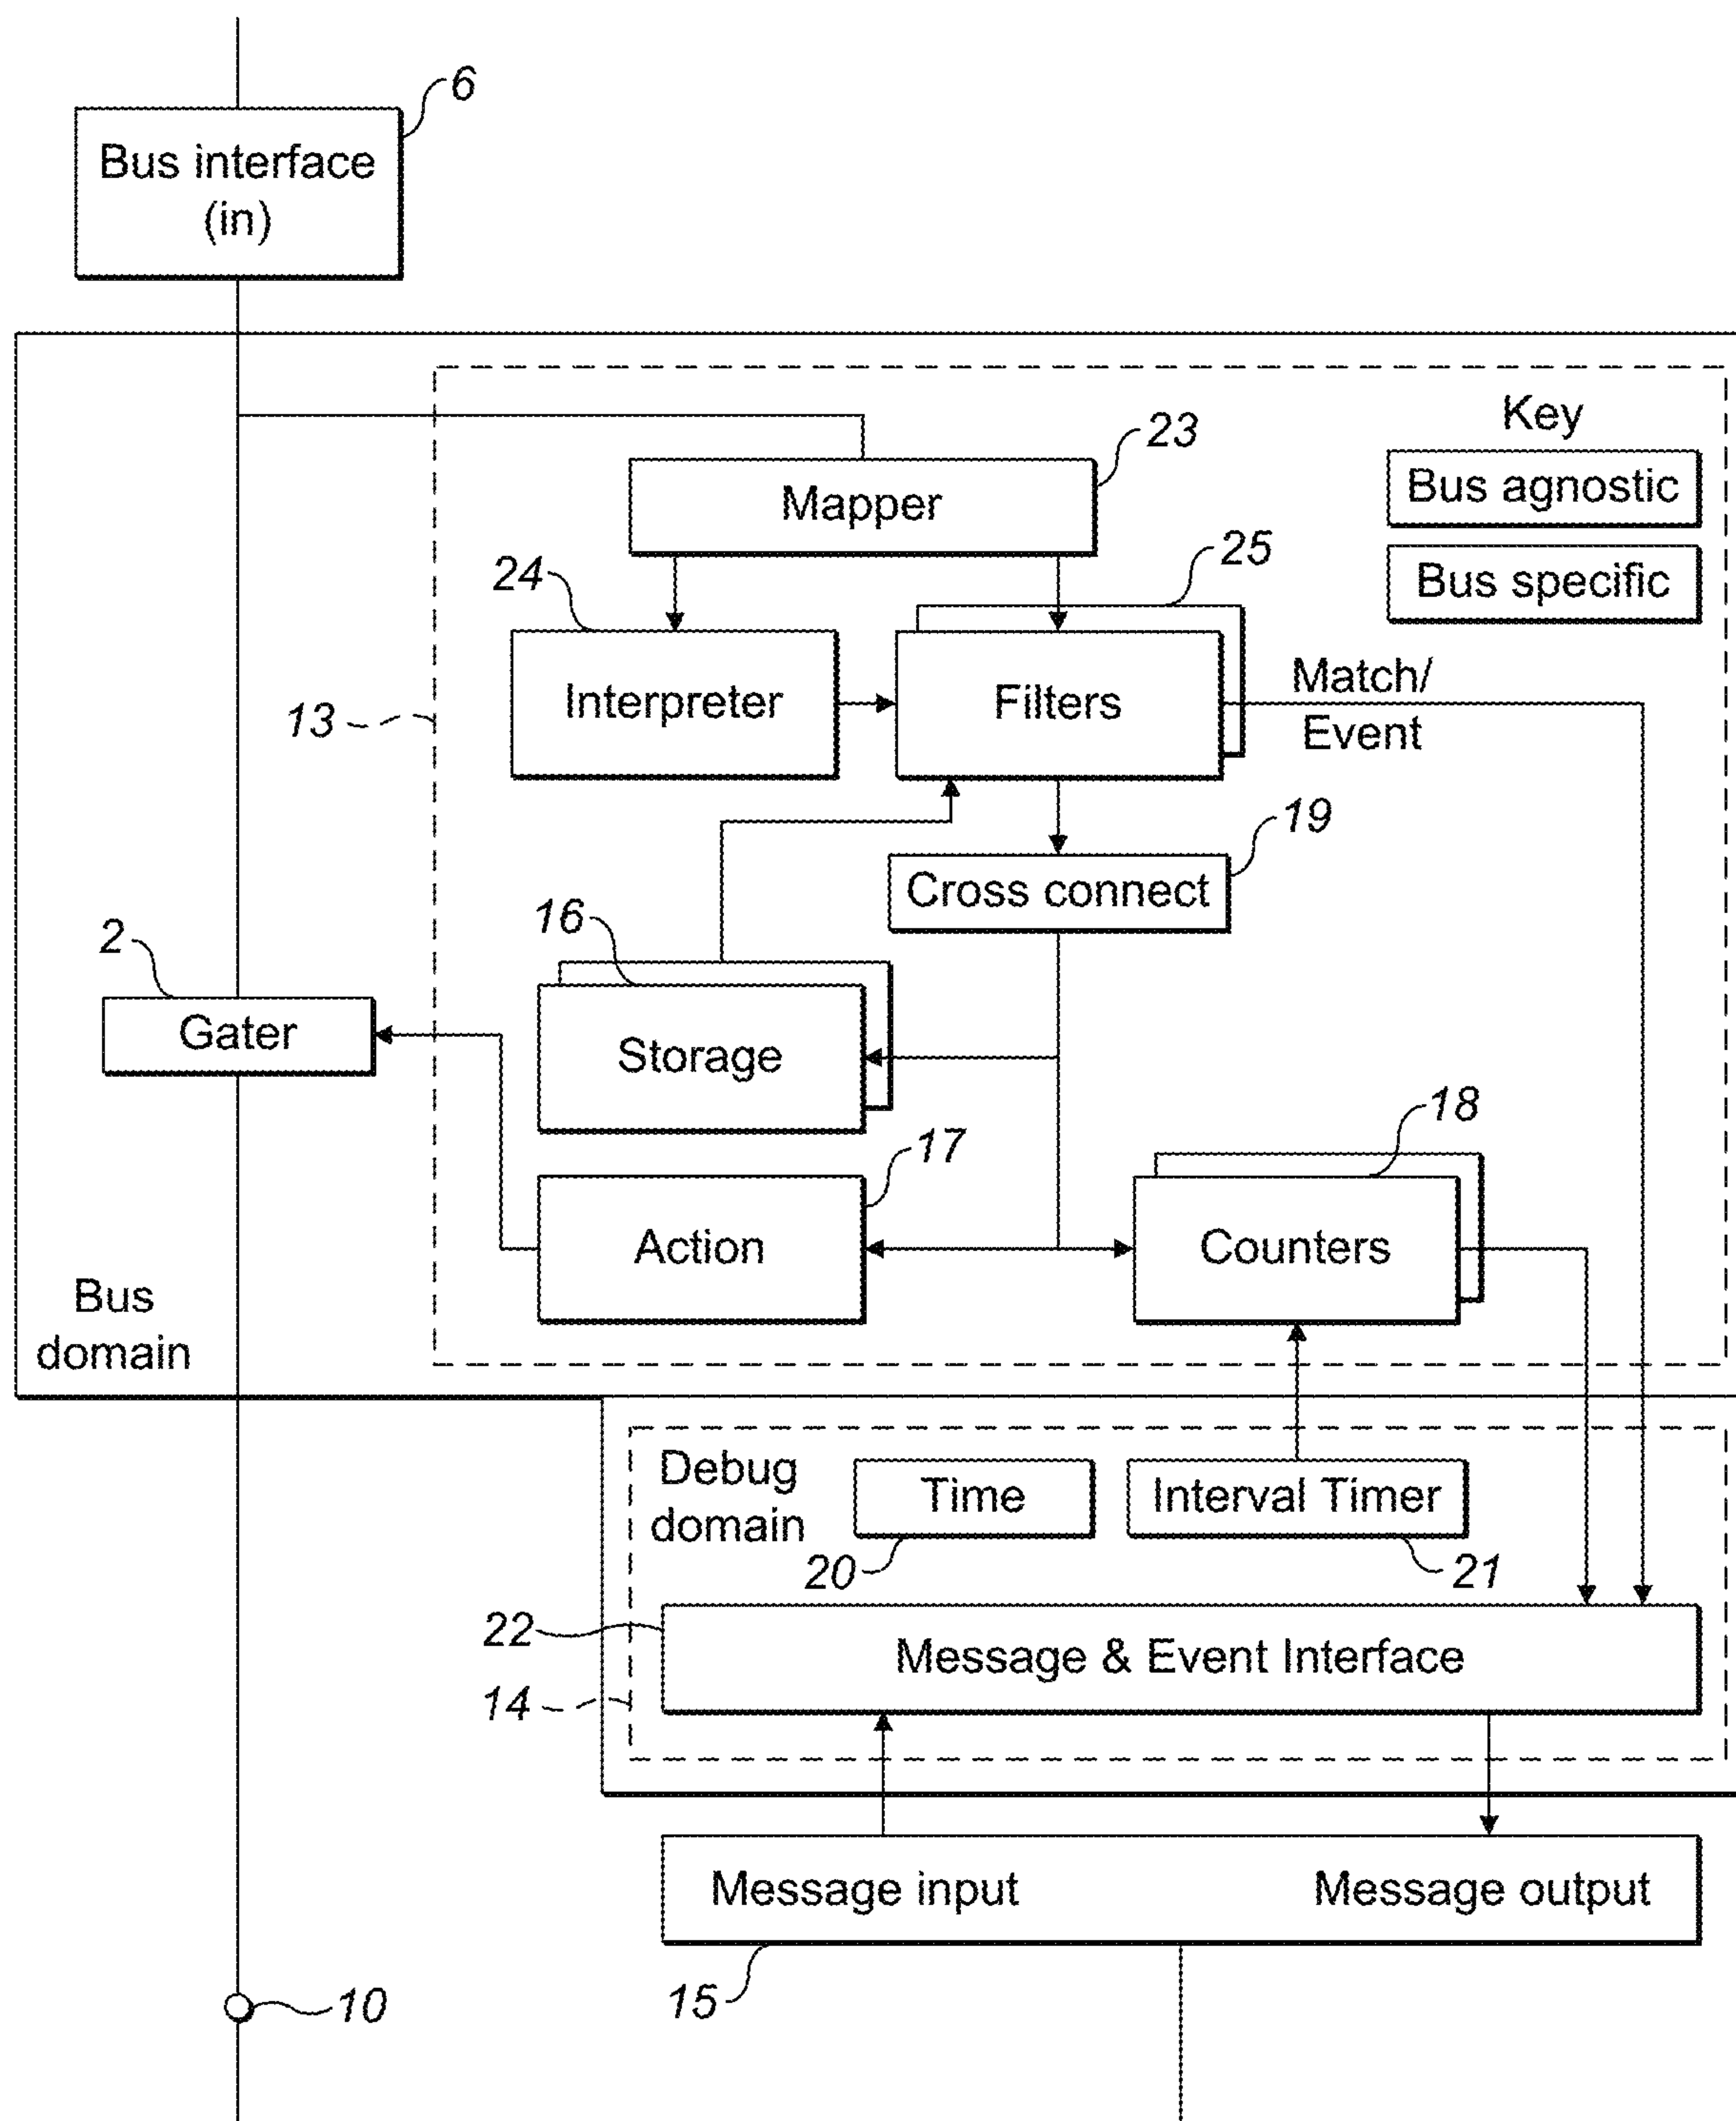 6
Bus interface
(in)
Key
23
Mapper
Bus agnostic
24
25
Bus specific
13
Interpreter
Filters
Match/
Event
19
Cross connect
16
2
Gater
Storage
18
17
Action
Counters
Bus
domain
Debug
domain
Time
Interval Timer
20
21
22
Message & Event Interface
14
Message input
Message output
15
10